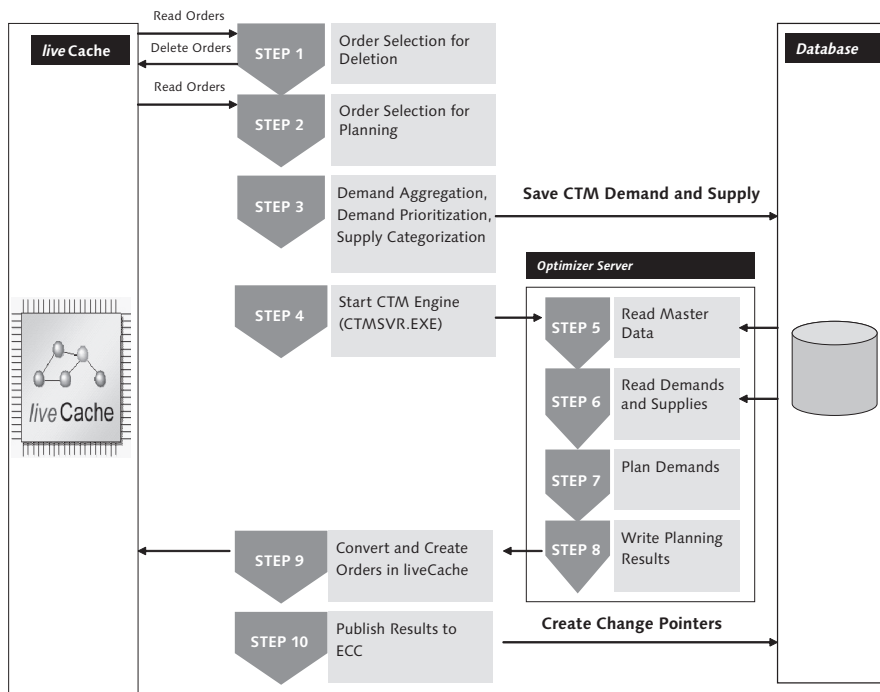 Read Orders
live Cache
Delete Orders
Read Orders
STEP 1
Order Selection for
Deletion
Database
STEP 2
Order Selection for
Planning
STEP 3
Demand Aggregation,
Demand Prioritization,
Supply Categorization
Save CTM Demand and Supply
Optimizer Server
STEP 4
Start CTM Engine
(CTMSVR.EXE)
STEP 5
Read Master
Data
STEP 6
Read Demands
and Supplies
live Cache
STEP 7
Plan Demands
STEP 8
Write Planning
Results
STEP 9
Convert and Create
Orders in liveCache
STEP 10
Publish Results to
ECC
Create Change Pointers